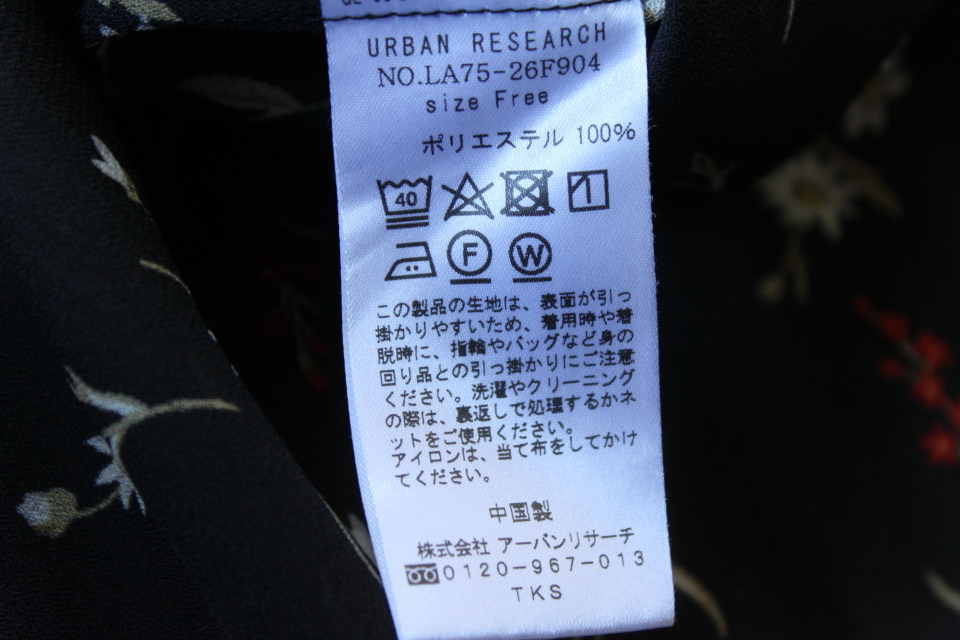 URBAN RESEARCH
NO.LA75-26F904
size Free
ポリエステル 100%
40
F W
この製品の生地は、表面が引っ
掛かりやすいため、着用時や着
脱時に、指輪やバッグなど身の
回り品との引っ掛かりにご注意
ください。洗濯やクリーニング
の際は、裏返しで処理するかネ
ットをご使用ください。
アイロンは、当て布をしてかけ
てください。
中国製
株式会社 アーバンリサーチ
0120-967-013
TKS